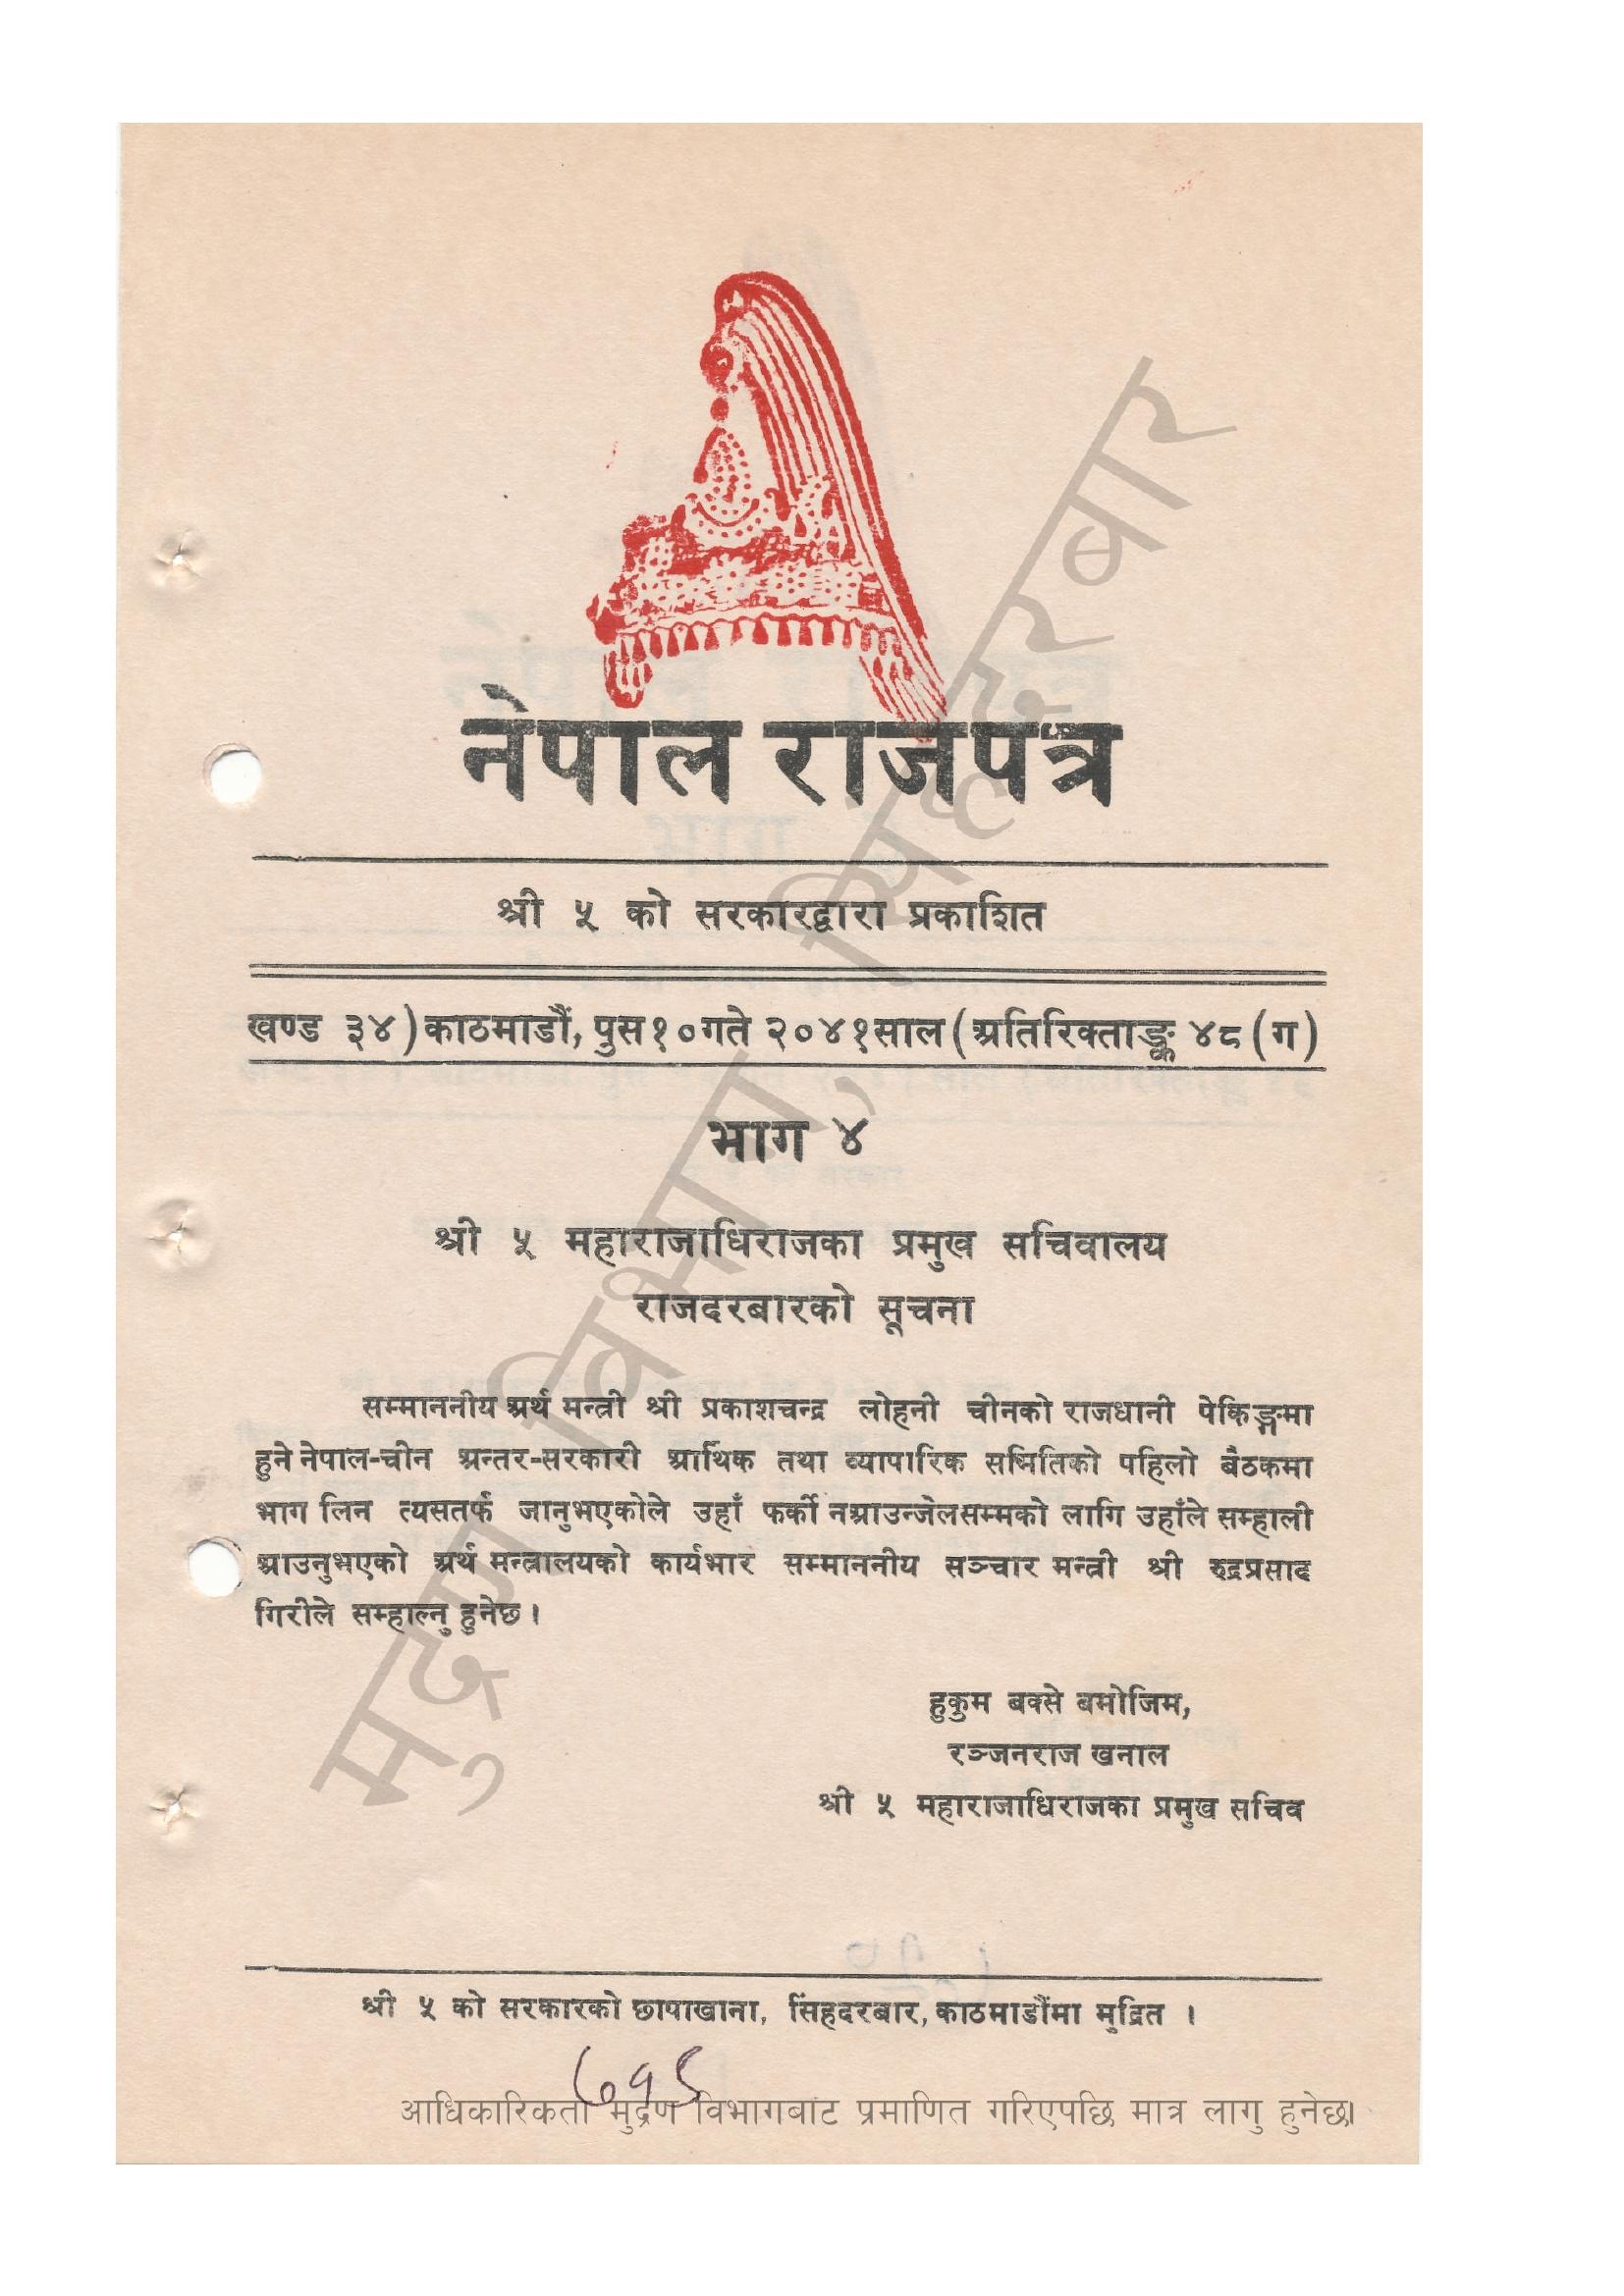 नेपाल राजपत्र
श्री ५ को सरकारद्वारा प्रकाशित
खण्ड ३४) काठमाडौं, पुस १० गते २०४१ साल (अतिरिक्ताङ्क ४८ (ग)
भाग ४
श्री ५ महाराजाधिराजका प्रमुख सचिवालय
राजदरबारको सूचना
सम्माननीय अर्थ मन्त्री श्री प्रकाशचन्द्र लोहनी चीनको राजधानी पेकिङ्गमा
हुने नेपाल-चीन अन्तर-सरकारी आर्थिक तथा व्यापारिक समितिको पहिलो बैठकमा
भाग लिन त्यसतर्फ जानुभएकोले उहाँ फर्की नआउन्जेलसम्मको लागि उहाँले सम्हाली
आउनुभएको अर्थ मन्त्रालयको कार्यभार सम्माननीय सञ्चार मन्त्री श्री रुद्रप्रसाद
गिरीले सम्हाल्नु हुनेछ ।
हुकुम बक्से बमोजिम,
रञ्जनराज खनाल
श्री ५ महाराजाधिराजका प्रमुख सचिव
श्री ५ को सरकारको छापाखाना, सिंहदरबार, काठमाडौंमा मुद्रित ।
७१८
आधिकारिकता मुद्रण विभागबाट प्रमाणित गरिएपछि मात्र लागु हुनेछ।
मुद्रण विभाग, सिंहदरबार